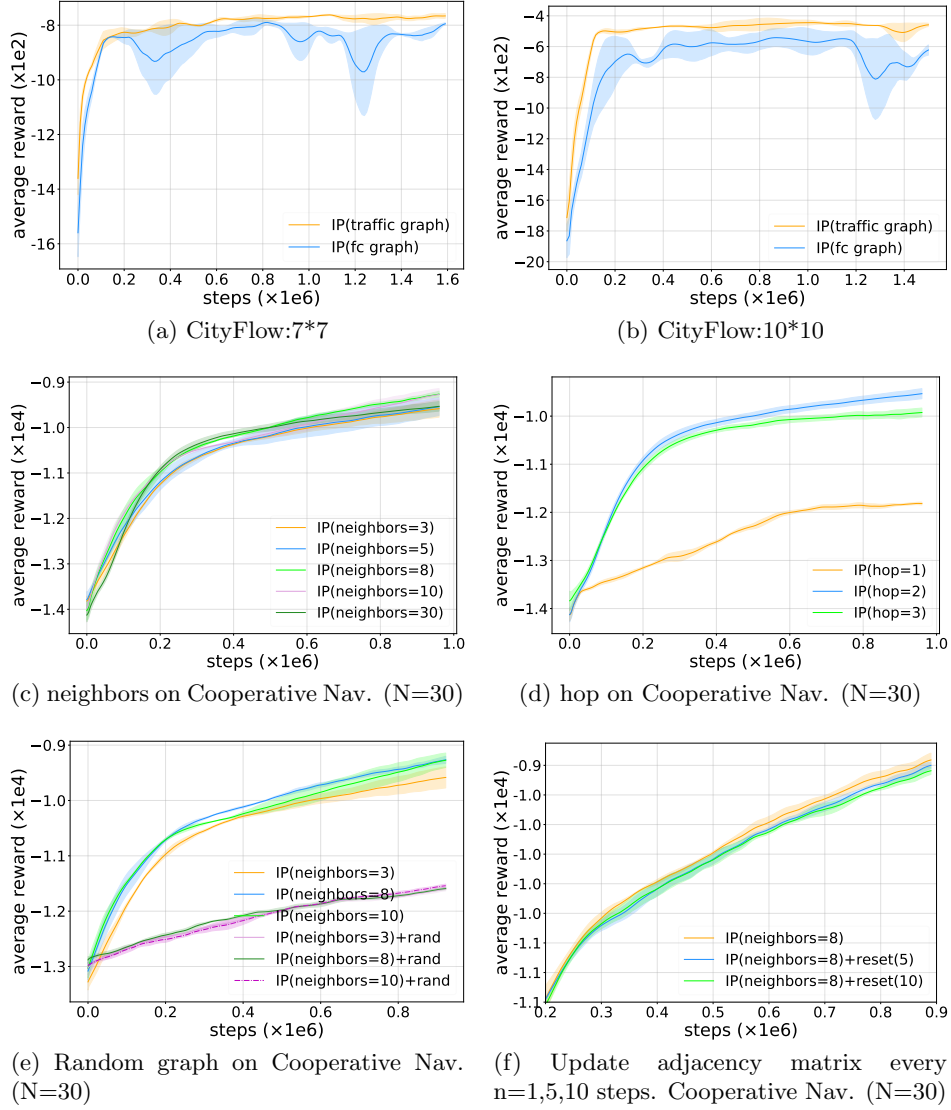 -8
-10
-12
-14
-16
average reward (×1e2)
IP(traffic graph)
IP(fc graph)
0.0 0.2 0.4 0.6 0.8 1.0 1.2 1.4 1.6
steps (×1e6)
(a) CityFlow:7*7
−4
−6
−8
−10
−12
−14
−16
−18
−20
average reward (×1e2)
IP(traffic graph)
IP(fc graph)
0.0 0.2 0.4 0.6 0.8 1.0 1.2 1.4
steps (×1e6)
(b) CityFlow:10*10
−0.9
−1.0
−1.1
−1.2
−1.3
−1.4
average reward (×1e4)
IP(neighbors=3)
IP(neighbors=5)
IP(neighbors=8)
IP(neighbors=10)
IP(neighbors=30)
0.0 0.2 0.4 0.6 0.8 1.0
steps (×1e6)
(c) neighbors on Cooperative Nav. (N=30)
−1.0
−1.1
−1.2
−1.3
−1.4
average reward (×1e4)
IP(hop=1)
IP(hop=2)
IP(hop=3)
0.0 0.2 0.4 0.6 0.8 1.0
steps (×1e6)
(d) hop on Cooperative Nav. (N=30)
−0.9
−1.0
−1.1
−1.2
−1.3
average reward (×1e4)
IP(neighbors=3)
IP(neighbors=8)
IP(neighbors=10)
IP(neighbors=3)+rand
IP(neighbors=8)+rand
IP(neighbors=10)+rand
0.0 0.2 0.4 0.6 0.8
steps (×1e6)
(e) Random graph on Cooperative Nav.
(N=30)
-0.9
-1.0
-1.0
-1.0
-1.0
-1.0
-1.1
-1.1
-1.1
average reward (×1e4)
IP(neighbors=8)
IP(neighbors=8)+reset(5)
IP(neighbors=8)+reset(10)
0.2 0.3 0.4 0.5 0.6 0.7 0.8 0.9
steps (×1e6)
(f) Update adjacency matrix every
n=1,5,10 steps. Cooperative Nav. (N=30)